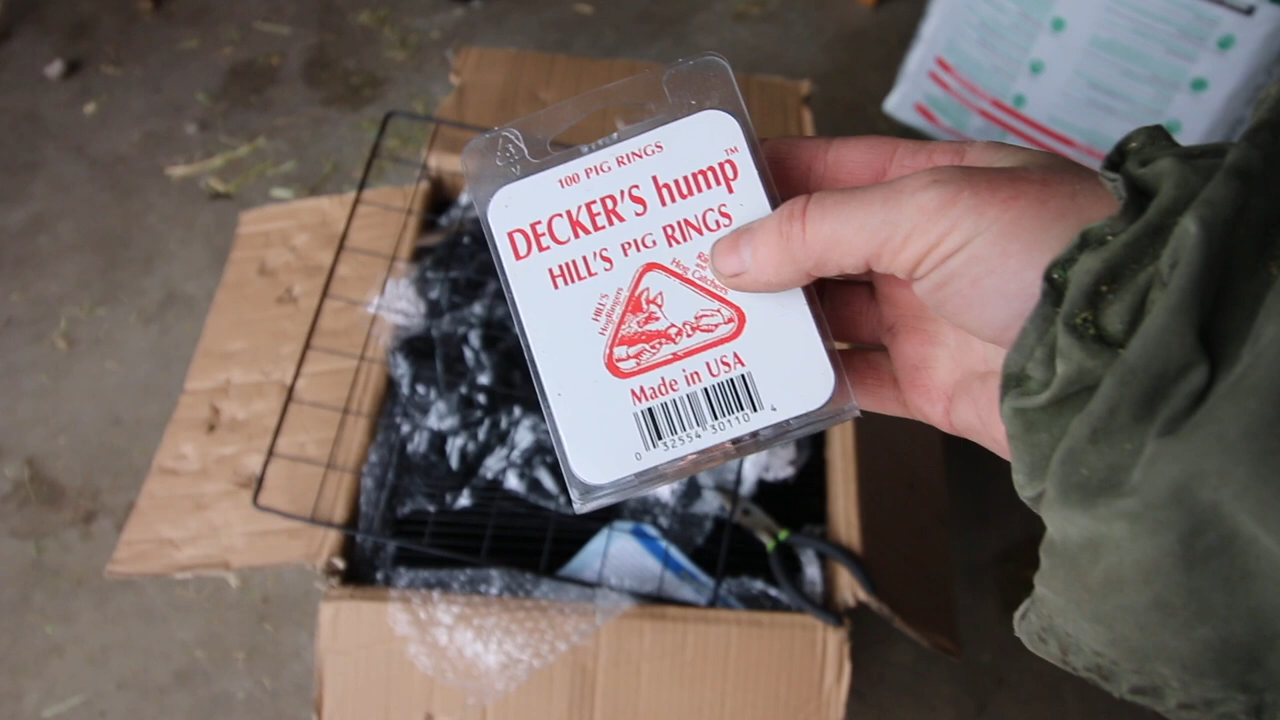 100 PIG RINGS
DECKER'S hump™
HILL'S PIG RINGS
HILL'S
Hogringers
Hog Catchers
Made in USA
0 32554 30110 4